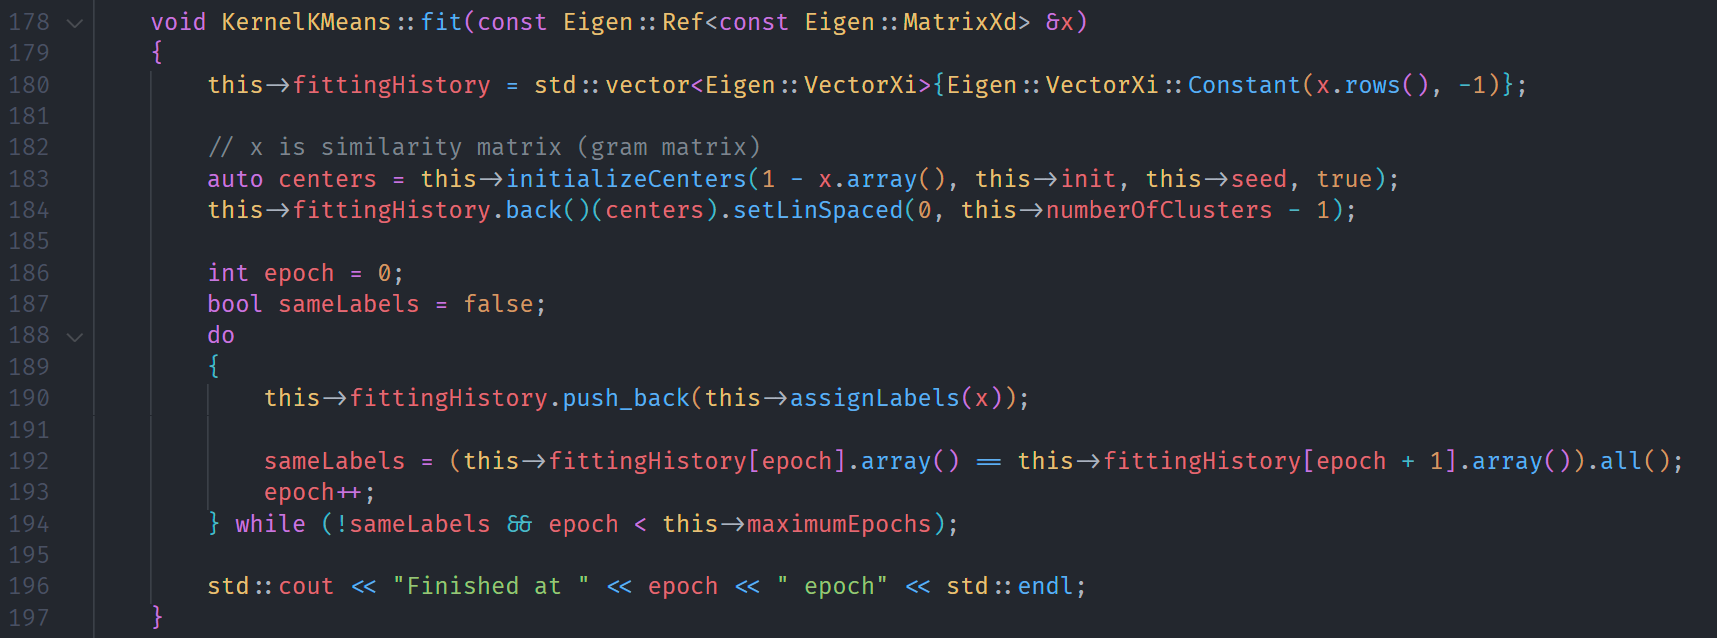 178 void KernelKMeans::fit(const Eigen::Ref<const Eigen::MatrixXd> &x)
179 {
180 this->fittingHistory = std::vector<Eigen::VectorXi>{Eigen::VectorXi::Constant(x.rows(), -1)};
181
182 // x is similarity matrix (gram matrix)
183 auto centers = this->initializeCenters(1 - x.array(), this->init, this->seed, true);
184 this->fittingHistory.back()(centers).setLinSpaced(0, this->numberOfClusters - 1);
185
186 int epoch = 0;
187 bool sameLabels = false;
188 do
189 {
190 this->fittingHistory.push_back(this->assignLabels(x));
191
192 sameLabels = (this->fittingHistory[epoch].array() == this->fittingHistory[epoch + 1].array()).all();
193 epoch++;
194 } while (!sameLabels && epoch < this->maximumEpochs);
195
196 std::cout << "Finished at " << epoch << " epoch" << std::endl;
197 }